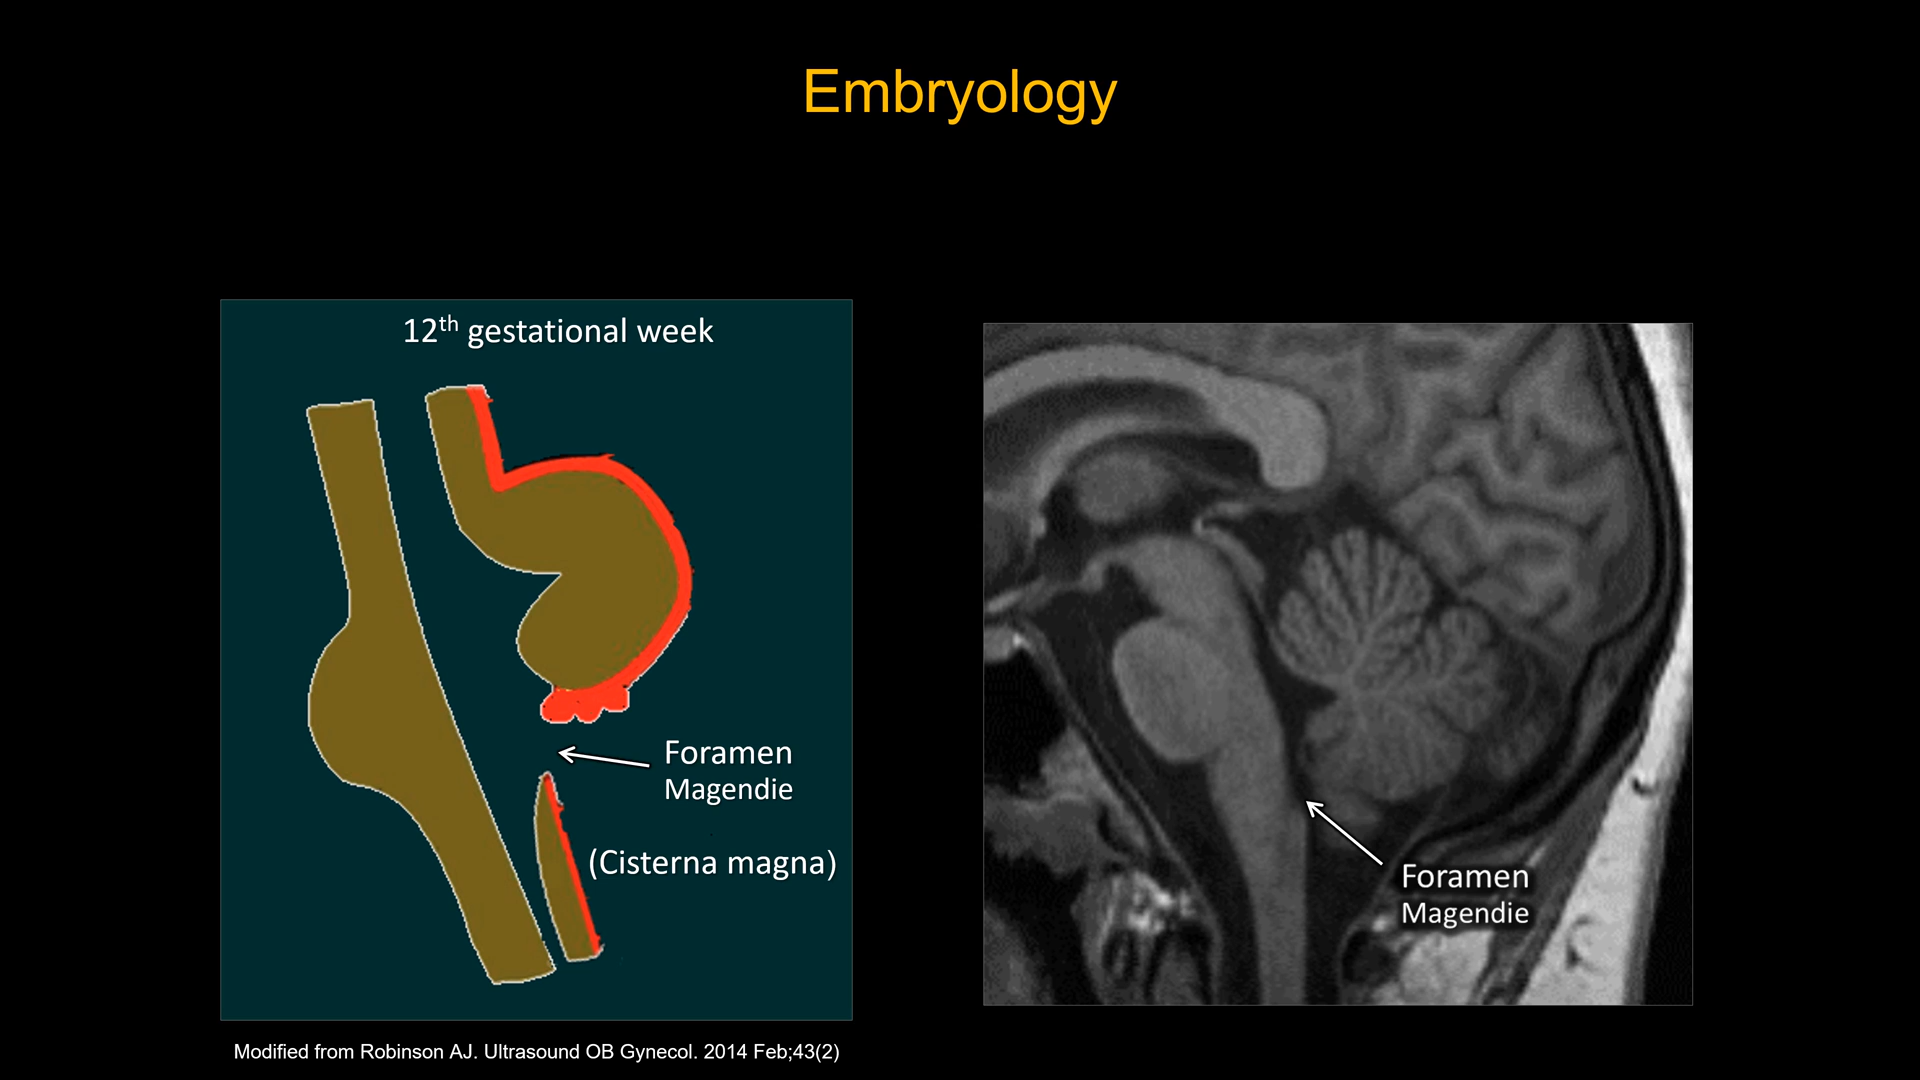 Embryology
12th gestational week
Foramen
Magendie
(Cisterna magna)
Foramen
Magendie
Modified from Robinson AJ. Ultrasound OB Gynecol. 2014 Feb;43(2)